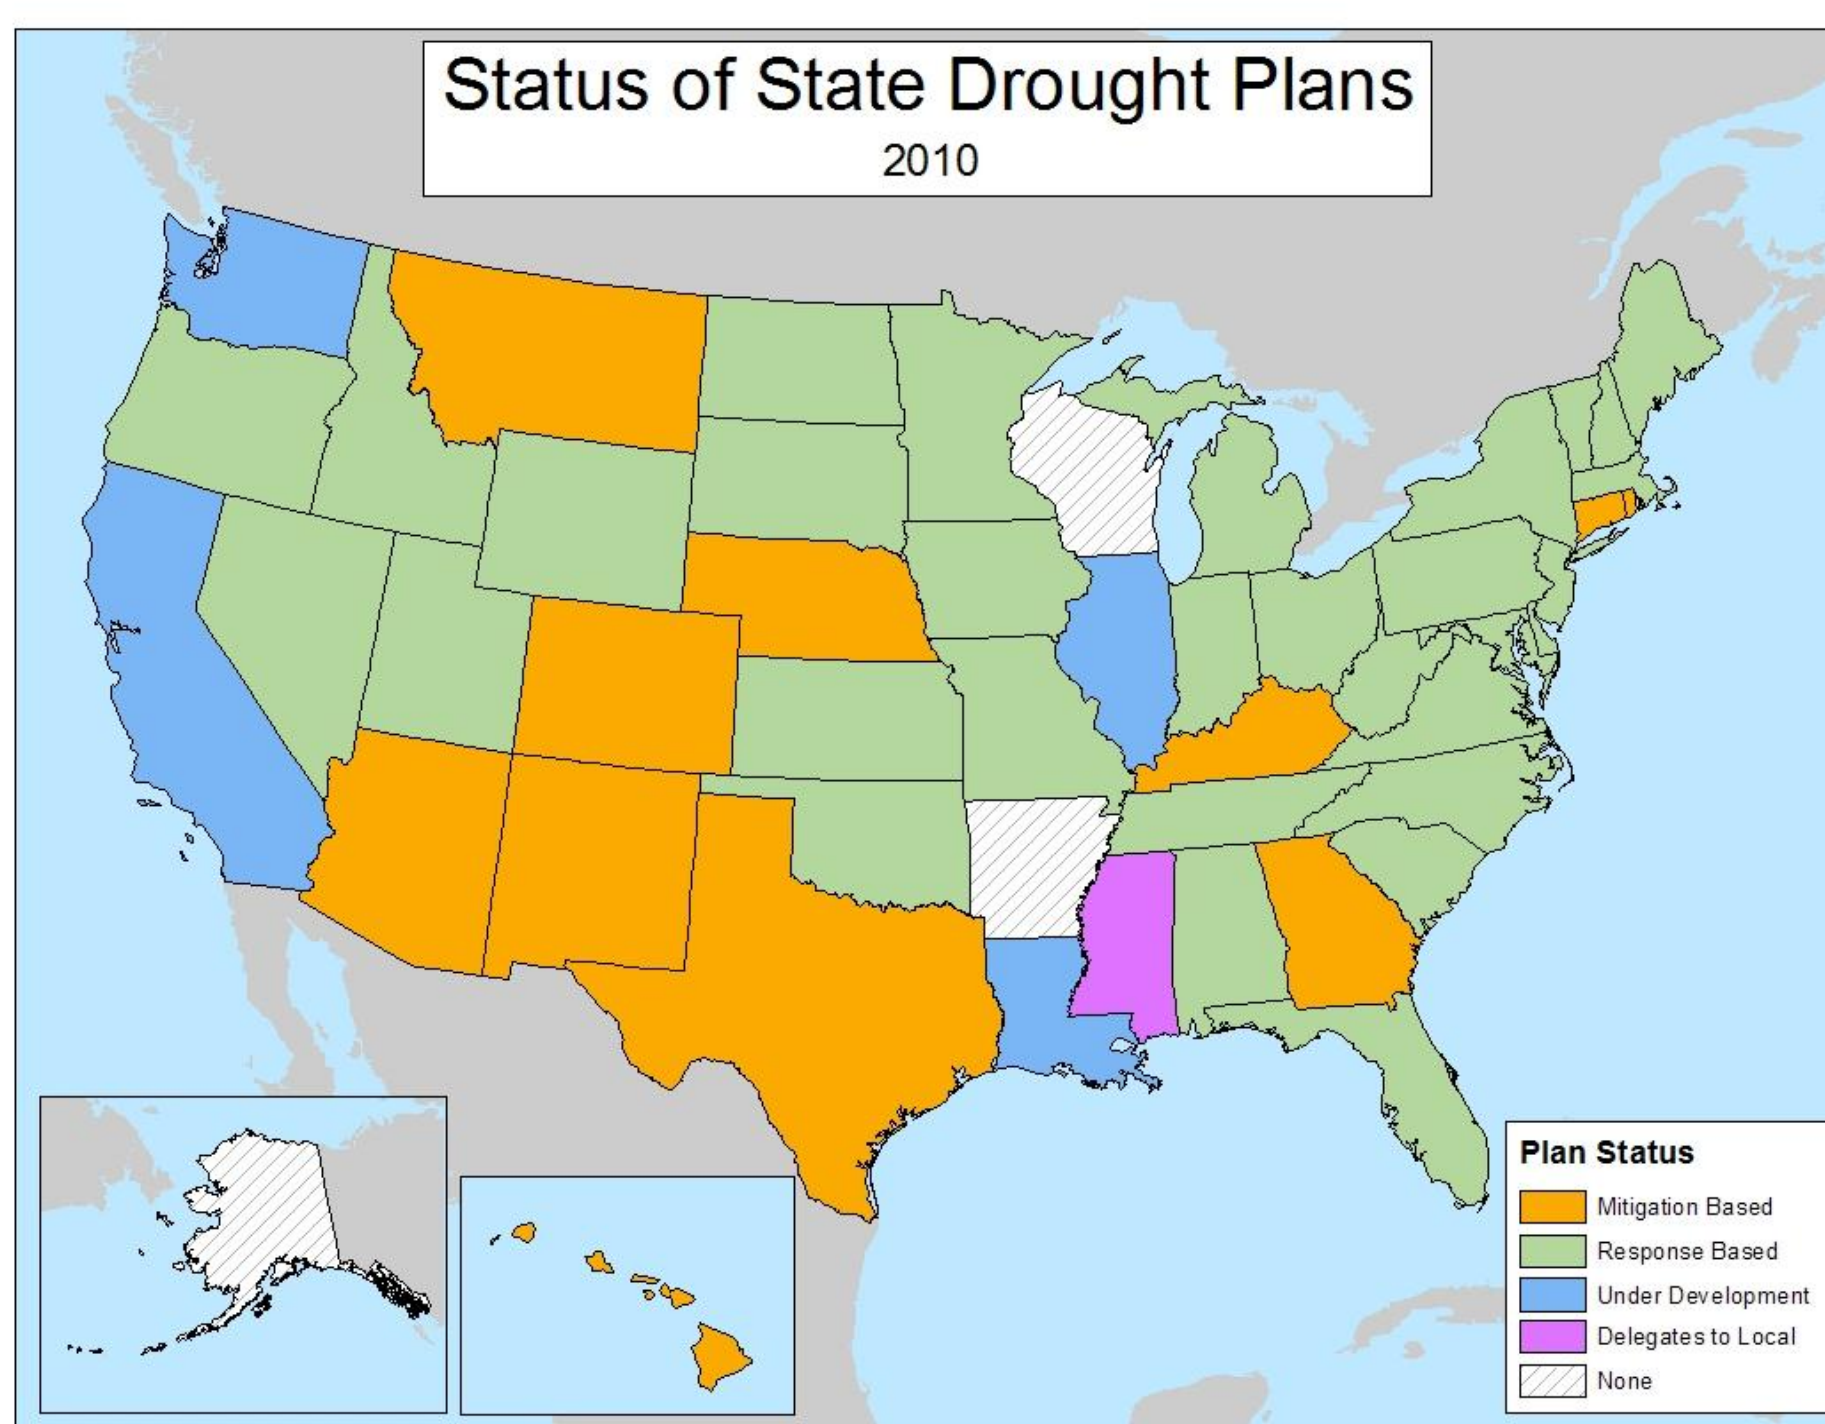 Status of State Drought Plans
2010
Plan Status
Mitigation Based
Response Based
Under Development
Delegates to Local
None